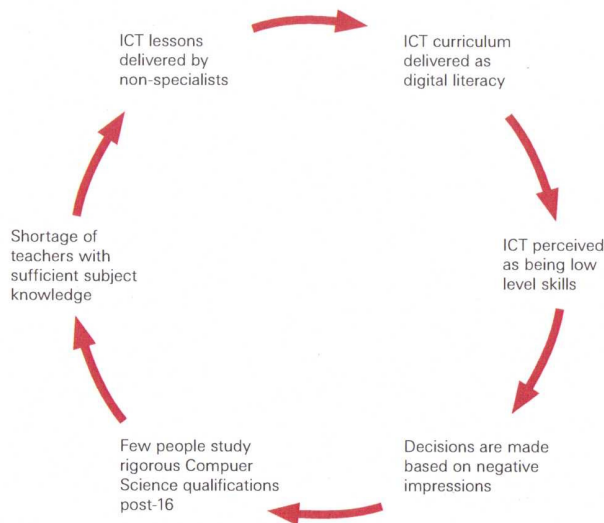 ICT lessons
delivered by
non-specialists
ICT curriculum
delivered as
digital literacy
ICT perceived
as being low
level skills
Decisions are made
based on negative
impressions
Few people study
rigorous Compuer
Science qualifications
post-16
Shortage of
teachers with
sufficient subject
knowledge